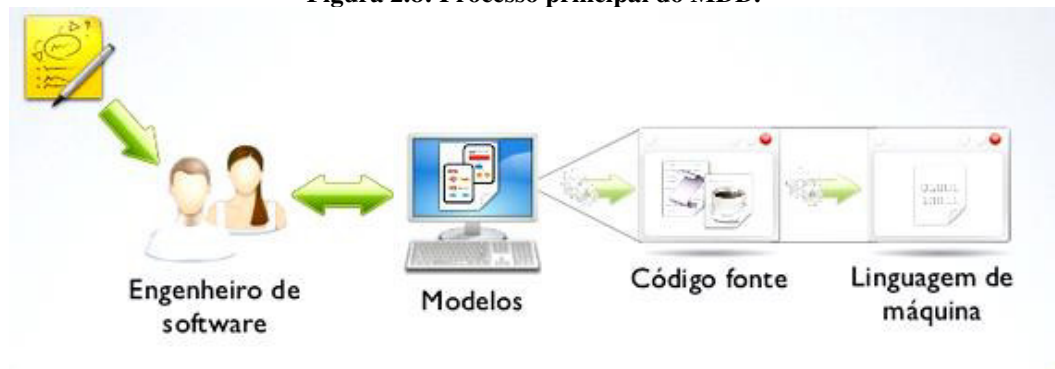 Figura 2.8: Processo principal do MDD.
Engenheiro de
software
Modelos
Código fonte
Linguagem de
máquina